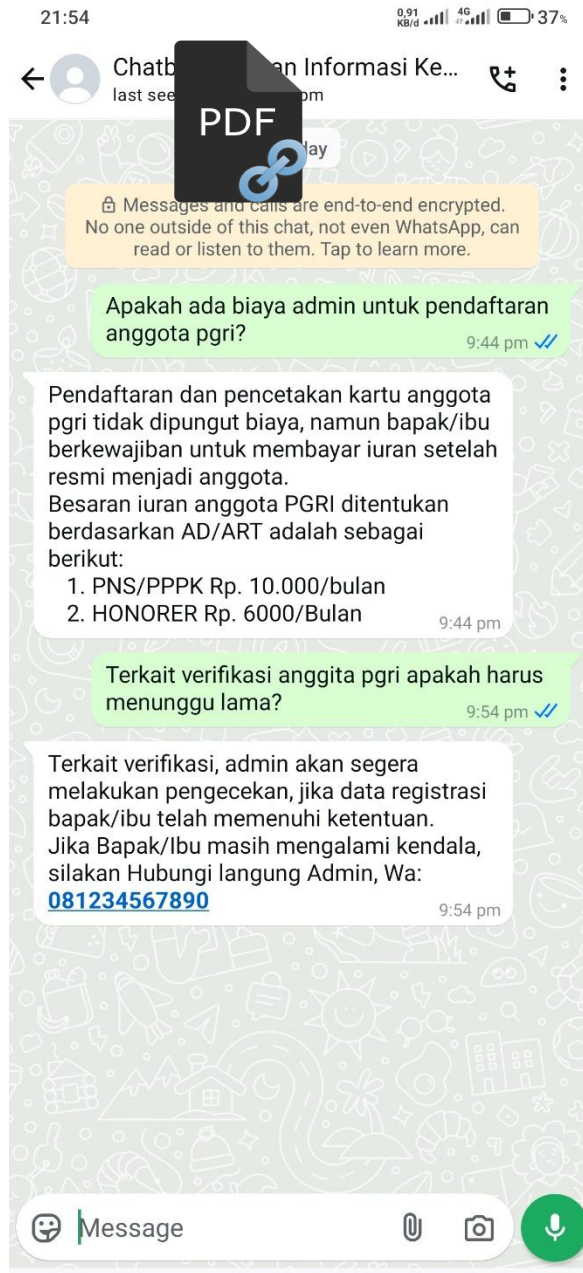 21:54
0,91
KB/d
4G
37%
Chatb an Informasi Ke...
last see pm
PDF
day
Messages and calls are end-to-end encrypted.
No one outside of this chat, not even WhatsApp, can
read or listen to them. Tap to learn more.
Apakah ada biaya admin untuk pendaftaran
anggota pgri?
9:44 pm
Pendaftaran dan pencetakan kartu anggota
pgri tidak dipungut biaya, namun bapak/ibu
berkewajiban untuk membayar iuran setelah
resmi menjadi anggota.
Besaran iuran anggota PGRI ditentukan
berdasarkan AD/ART adalah sebagai
berikut:
1. PNS/PPPK Rp. 10.000/bulan
2. HONORER Rp. 6000/Bulan
9:44 pm
Terkait verifikasi anggita pgri apakah harus
menunggu lama?
9:54 pm
Terkait verifikasi, admin akan segera
melakukan pengecekan, jika data registrasi
bapak/ibu telah memenuhi ketentuan.
Jika Bapak/Ibu masih mengalami kendala,
silakan Hubungi langung Admin, Wa:
081234567890
9:54 pm
Message